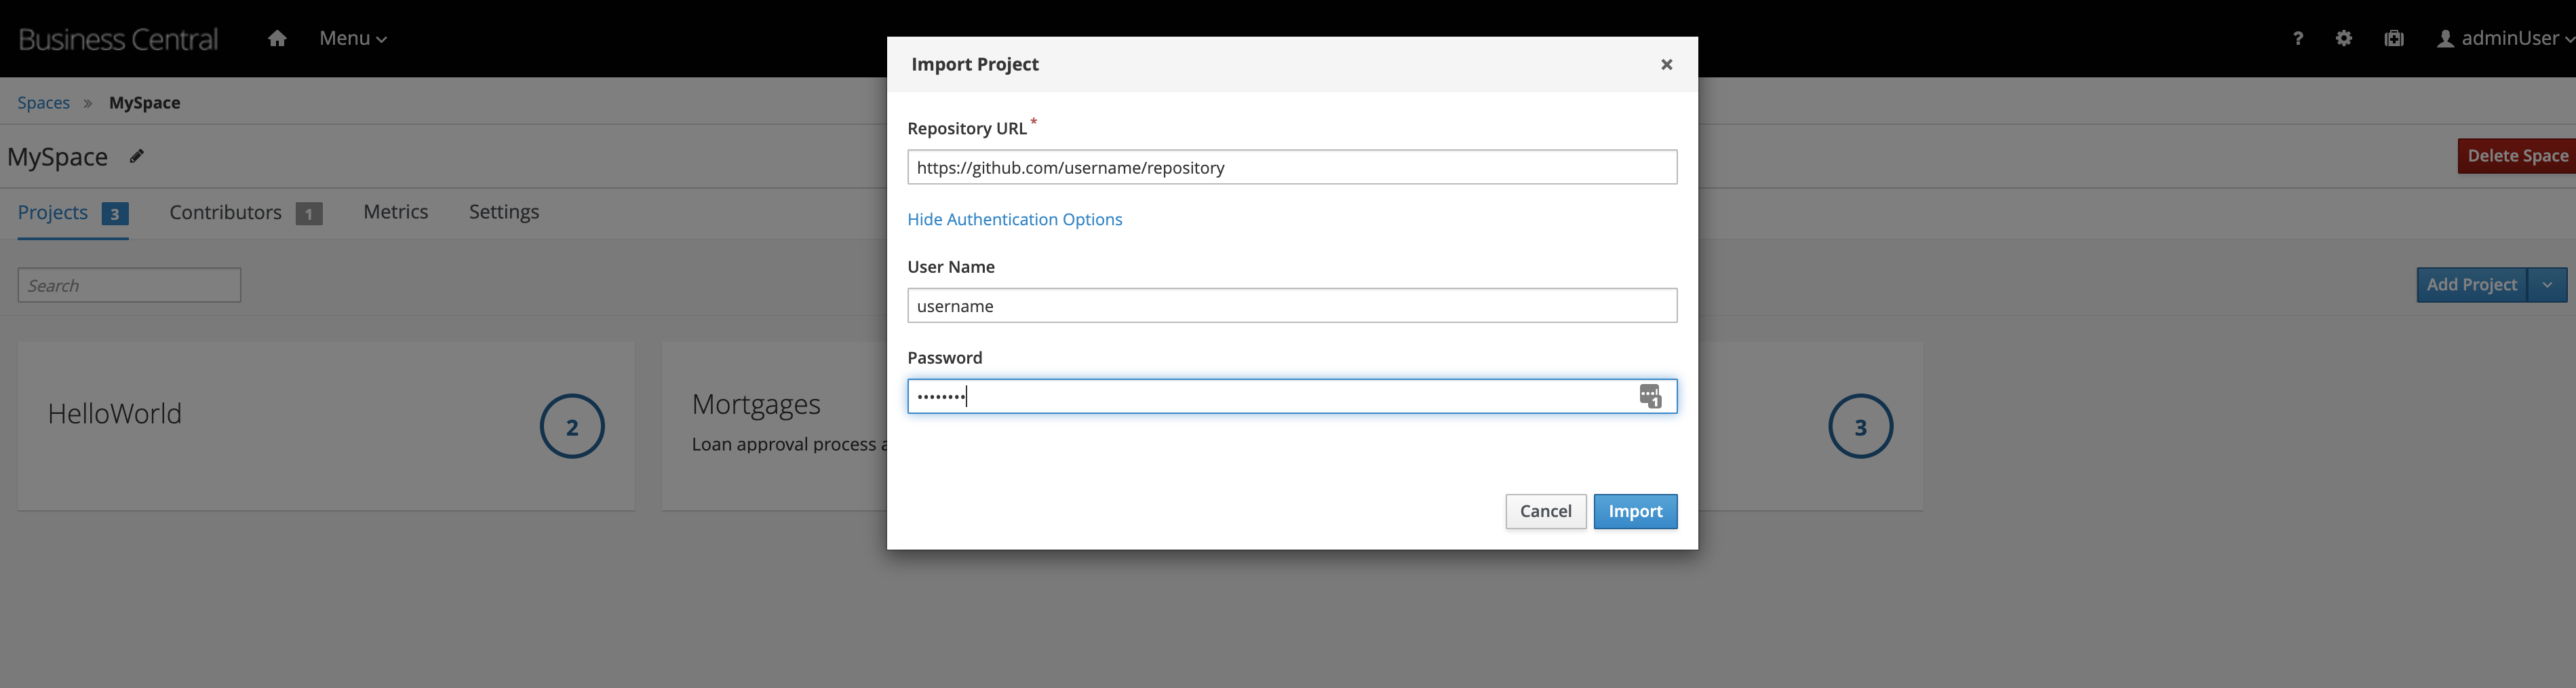 Business Central Menu ? adminUser
Import Project ×
Spaces » MySpace
Repository URL *
MySpace
Delete Space
https://github.com/username/repository
Projects 3 Contributors 1 Metrics Settings
Hide Authentication Options
User Name
Search
Add Project
username
Password
••••••••
1
HelloWorld
2
Mortgages
Loan approval process a
3
Cancel Import